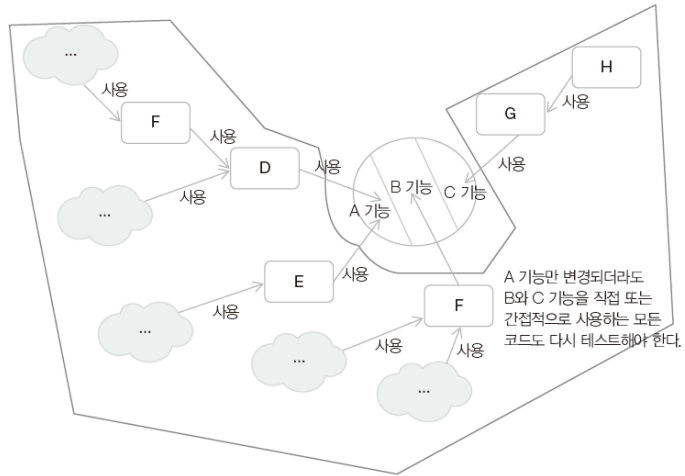 ...
사용
F
사용
D
사용
사용
...
H
사용
G
사용
B 기능
C 기능
A 기능
사용
E
사용
...
F
A 기능만 변경되더라도
B와 C 기능을 직접 또는
간접적으로 사용하는 모든
코드도 다시 테스트해야 한다.
사용
...
사용
...